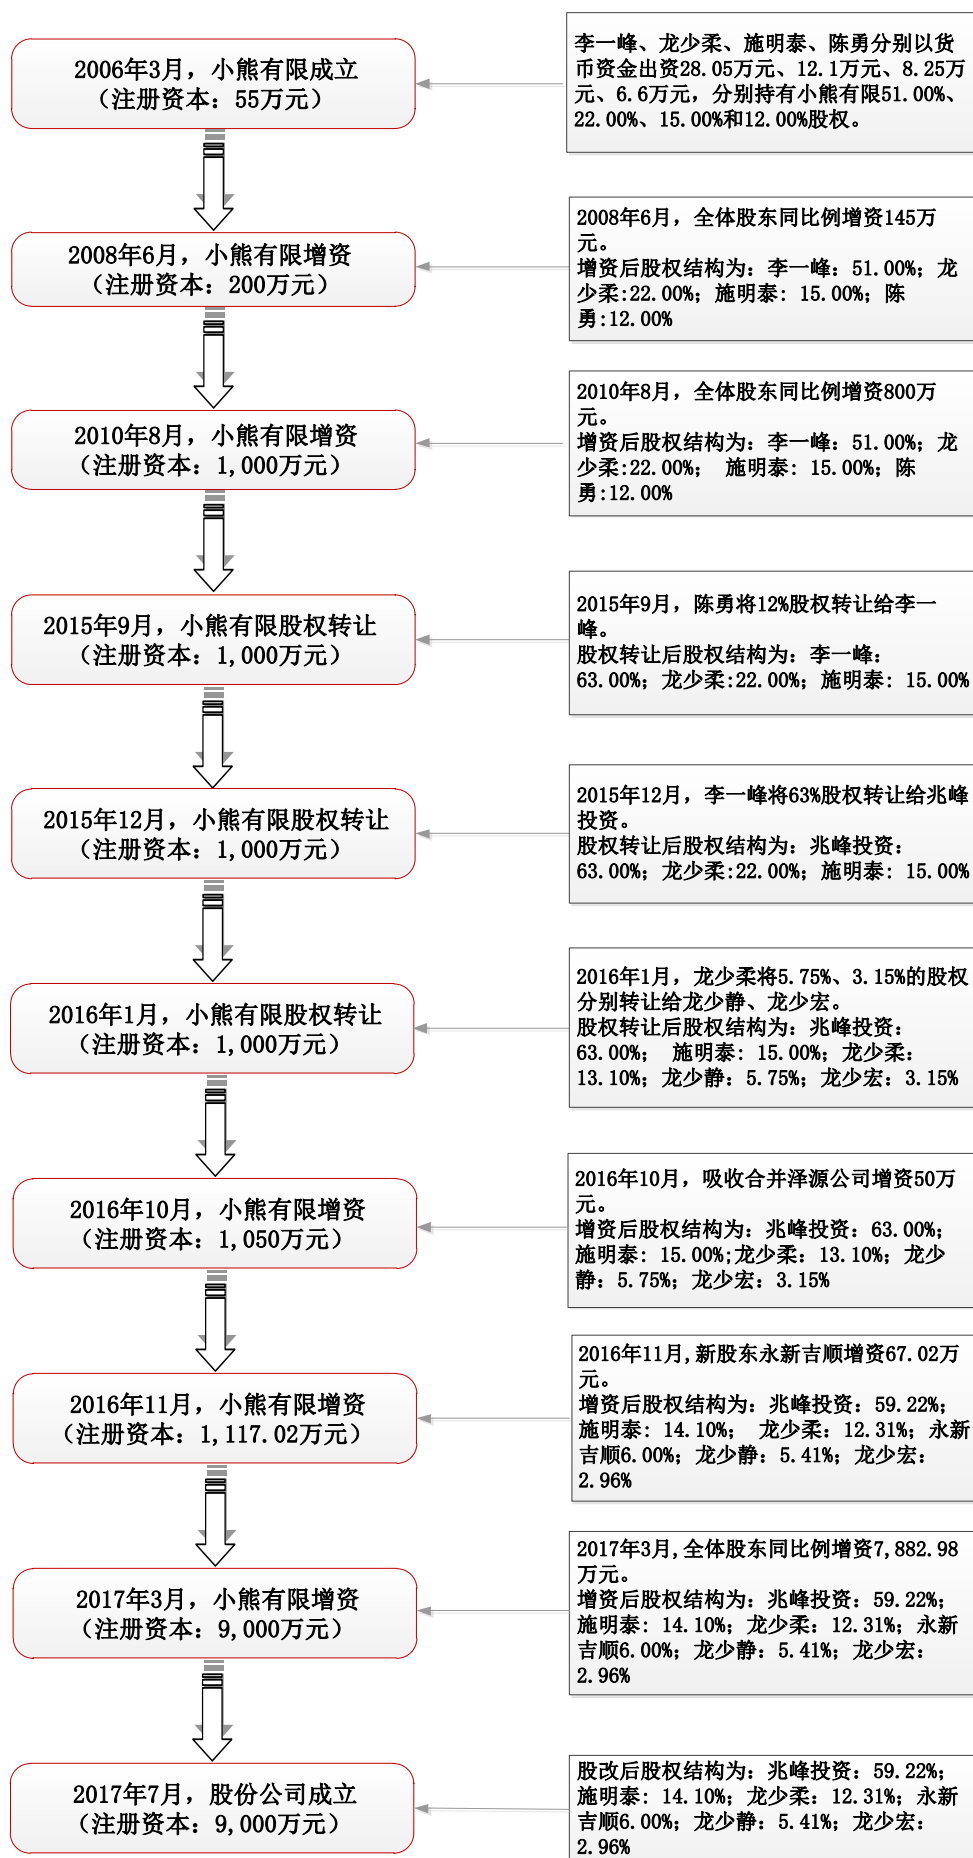 2006年3月，小熊有限成立
（注册资本：55万元）
李一峰、龙少柔、施明泰、陈勇分别以货
币资金出资28.05万元、12.1万元、8.25万
元、6.6万元，分别持有小熊有限51.00%、
22.00%、15.00%和12.00%股权。
2008年6月，小熊有限增资
（注册资本：200万元）
2008年6月，全体股东同比例增资145万
元。
增资后股权结构为：李一峰：51.00%；龙
少柔:22.00%；施明泰：15.00%；陈
勇:12.00%
2010年8月，小熊有限增资
（注册资本：1,000万元）
2010年8月，全体股东同比例增资800万
元。
增资后股权结构为：李一峰：51.00%；龙
少柔:22.00%； 施明泰：15.00%；陈
勇:12.00%
2015年9月，小熊有限股权转让
（注册资本：1,000万元）
2015年9月，陈勇将12%股权转让给李一
峰。
股权转让后股权结构为：李一峰：
63.00%；龙少柔:22.00%；施明泰：15.00%
2015年12月，小熊有限股权转让
（注册资本：1,000万元）
2015年12月，李一峰将63%股权转让给兆峰
投资。
股权转让后股权结构为：兆峰投资：
63.00%；龙少柔:22.00%；施明泰：15.00%
2016年1月，小熊有限股权转让
（注册资本：1,000万元）
2016年1月，龙少柔将5.75%、3.15%的股权
分别转让给龙少静、龙少宏。
股权转让后股权结构为：兆峰投资：
63.00%； 施明泰：15.00%；龙少柔：
13.10%；龙少静：5.75%；龙少宏：3.15%
2016年10月，小熊有限增资
（注册资本：1,050万元）
2016年10月，吸收合并泽源公司增资50万
元。
增资后股权结构为：兆峰投资：63.00%；
施明泰：15.00%;龙少柔：13.10%；龙少
静：5.75%；龙少宏：3.15%
2016年11月，小熊有限增资
（注册资本：1,117.02万元）
2016年11月,新股东永新吉顺增资67.02万
元。
增资后股权结构为：兆峰投资：59.22%；
施明泰：14.10%； 龙少柔：12.31%；永新
吉顺6.00%；龙少静：5.41%；龙少宏：
2.96%
2017年3月，小熊有限增资
（注册资本：9,000万元）
2017年3月,全体股东同比例增资7,882.98
万元。
增资后股权结构为：兆峰投资：59.22%；
施明泰：14.10%；龙少柔：12.31%；永新
吉顺6.00%；龙少静：5.41%；龙少宏：
2.96%
2017年7月，股份公司成立
（注册资本：9,000万元）
股改后股权结构为：兆峰投资：59.22%；
施明泰：14.10%；龙少柔：12.31%；永新
吉顺6.00%；龙少静：5.41%；龙少宏：
2.96%